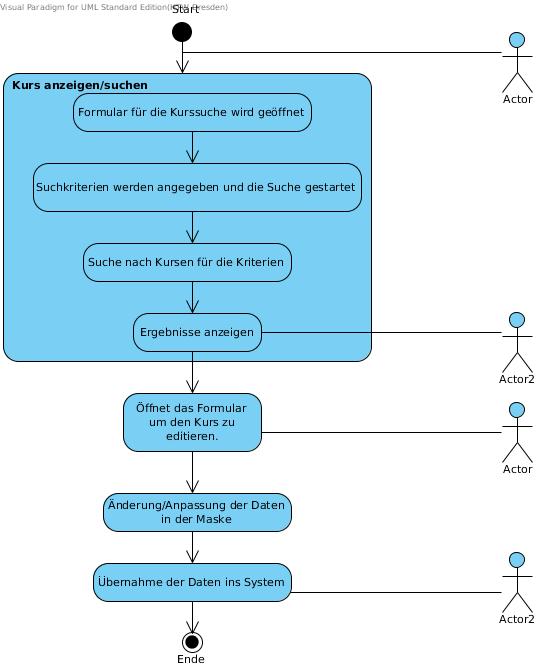 Visual Paradigm for UML Standard Edition( Dresden)
Start
Actor
Kurs anzeigen/suchen
Formular für die Kurssuche wird geöffnet
Suchkriterien werden angegeben und die Suche gestartet
Suche nach Kursen für die Kriterien
Ergebnisse anzeigen
Actor2
Öffnet das Formular
um den Kurs zu
editieren.
Actor
Änderung/Anpassung der Daten
in der Maske
Übernahme der Daten ins System
Actor2
Ende